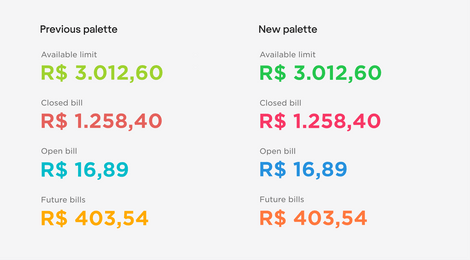 Previous palette
Available limit
R$ 3.012,60
Closed bill
R$ 1.258,40
Open bill
R$ 16,89
Future bills
R$ 403,54
New palette
Available limit
R$ 3.012,60
Closed bill
R$ 1.258,40
Open bill
R$ 16,89
Future bills
R$ 403,54